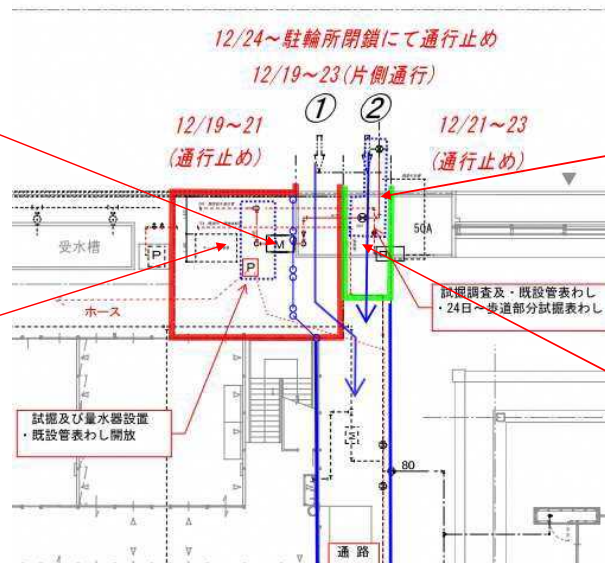 12/24~駐輪所閉鎖にて通行止め
12/19~23(片側通行)
① ②
12/19~21
(通行止め)
12/21~23
(通行止め)
50A
受水槽
P
M
P
ホース
試掘調査及・既設管表わし
・24日~歩道部分試掘表わし
試掘及び量水器設置
・既設管表わし開放
M
80
通路